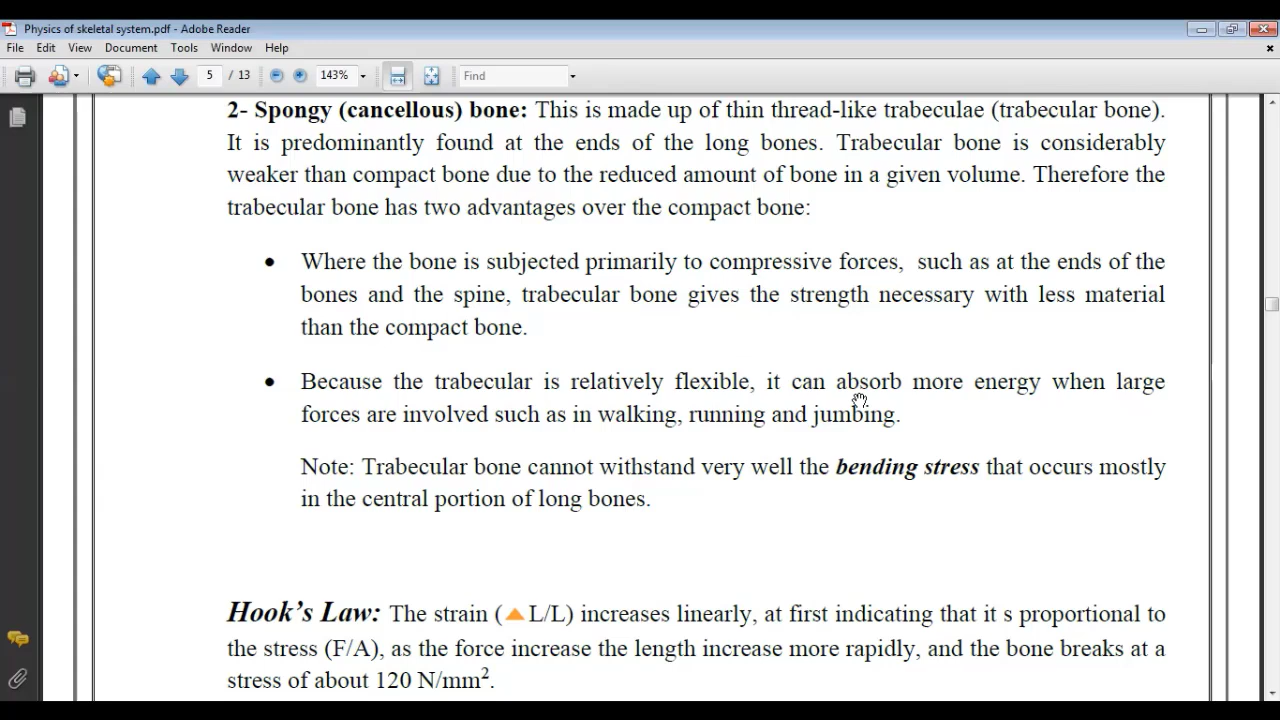 Physics of skeletal system.pdf - Adobe Reader
File Edit View Document Tools Window Help
5 / 13 143% Find
2- Spongy (cancellous) bone: This is made up of thin thread-like trabeculae (trabecular bone).
It is predominantly found at the ends of the long bones. Trabecular bone is considerably
weaker than compact bone due to the reduced amount of bone in a given volume. Therefore the
trabecular bone has two advantages over the compact bone:
• Where the bone is subjected primarily to compressive forces, such as at the ends of the
bones and the spine, trabecular bone gives the strength necessary with less material
than the compact bone.
• Because the trabecular is relatively flexible, it can absorb more energy when large
forces are involved such as in walking, running and jumbing.
Note: Trabecular bone cannot withstand very well the bending stress that occurs mostly
in the central portion of long bones.
Hook’s Law: The strain (▲L/L) increases linearly, at first indicating that it s proportional to
the stress (F/A), as the force increase the length increase more rapidly, and the bone breaks at a
stress of about 120 N/mm².